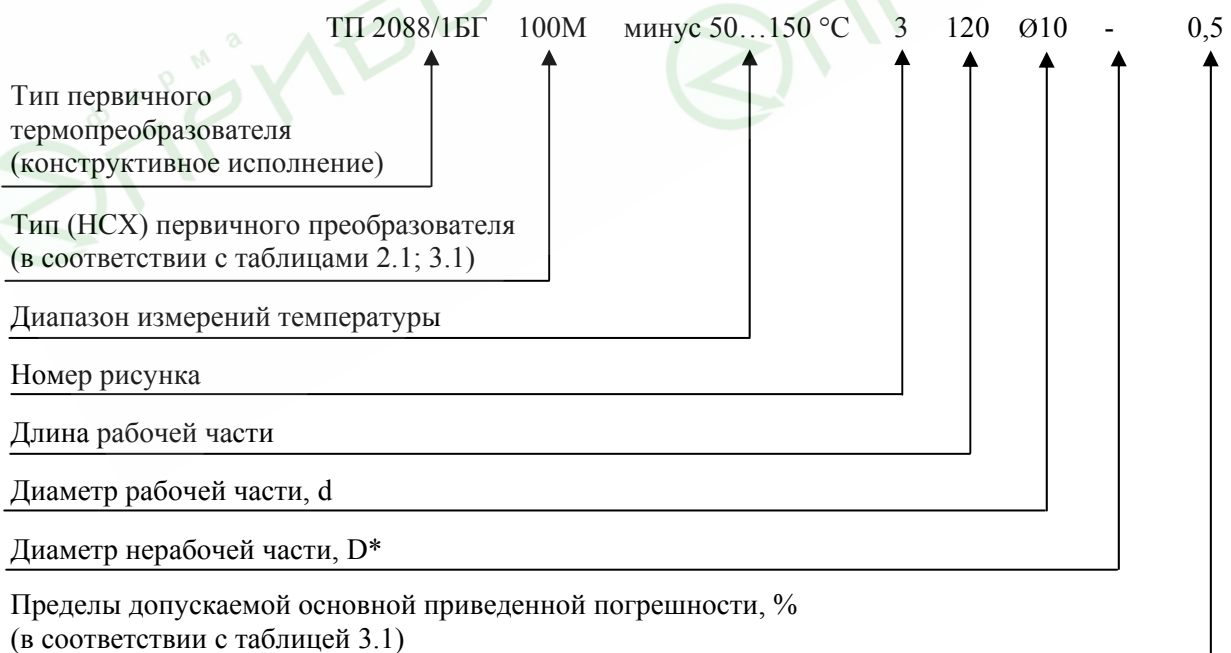 ТП 2088/1БГ 100М минус 50…150 °С 3 120 Ø10 - 0,5
Тип первичного
термопреобразователя
(конструктивное исполнение)
Тип (НСХ) первичного преобразователя
(в соответствии с таблицами 2.1; 3.1)
Диапазон измерений температуры
Номер рисунка
Длина рабочей части
Диаметр рабочей части, d
Диаметр нерабочей части, D*
Пределы допускаемой основной приведенной погрешности, %
(в соответствии с таблицей 3.1)